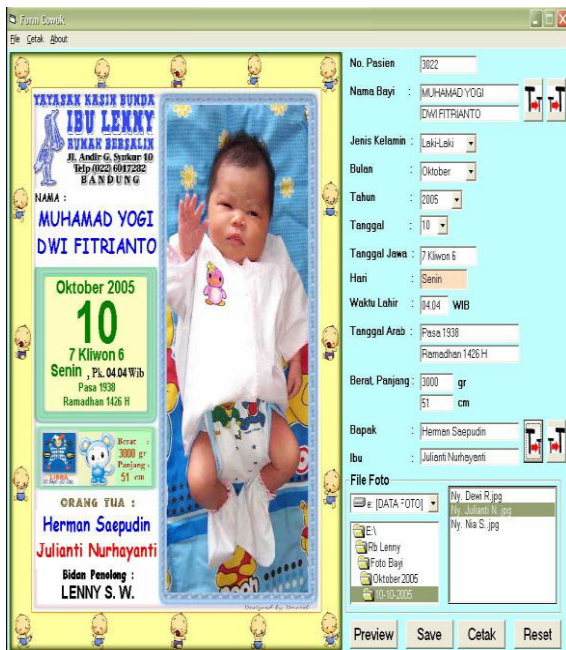 Form Cowok
File Cetak About
YAYASAN KASIH BUNDA
IBU LENNY
RUMAH BERSALIN
Jl. Andir G. Synkur 10
Telp (022) 6017282
BANDUNG
NAMA :
MUHAMAD YOGI
DWI FITRIANTO
Oktober 2005
10
7 Kliwon 6
Senin , Pk. 04.04 Wib
Pasa 1938
Ramadhan 1426 H
LIBRA
Berat :
3000 gr
Panjang :
51 cm
ORANG TUA :
Herman Saepudin
Julianti Nurhayanti
Bidan Penolong :
LENNY S. W.
Designed by
No. Pasien 3022
Nama Bayi : MUHAMAD YOGI
DWI FITRIANTO
Jenis Kelamin : Laki-Laki
Bulan : Oktober
Tahun : 2005
Tanggal : 10
Tanggal Jawa : 7 Kliwon 6
Hari : Senin
Waktu Lahir : 04.04 WIB
Tanggal Arab : Pasa 1938
Ramadhan 1426 H
Berat, Panjang : 3000 gr
51 cm
Bapak : Herman Saepudin
Ibu : Julianti Nurhayanti
File Foto
e: [DATA FOTO]
E:\
Rb Lenny
Foto Bayi
Oktober 2005
10-10-2005
Ny. Dewi R.jpg
Ny. Julianti N..jpg
Ny. Nia S..jpg
Preview Save Cetak Reset